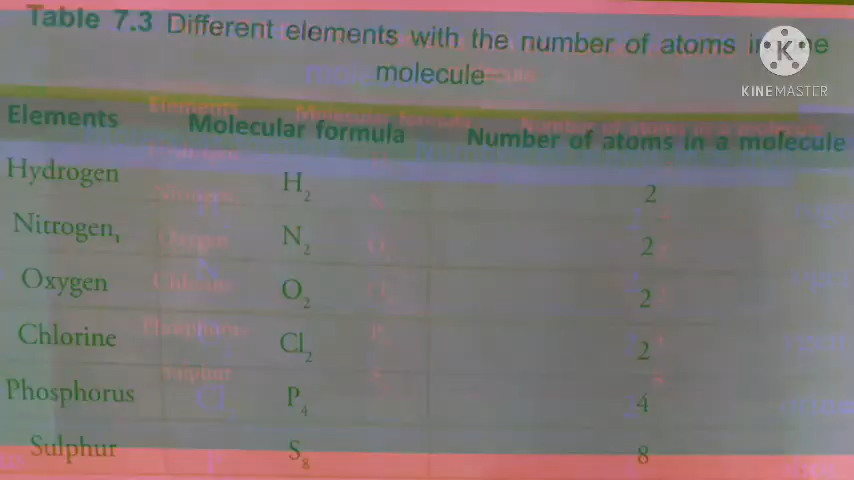 Table 7.3 Different elements with the number of atoms in the
molecule
KINEMASTER
Elements Molecular formula Number of atoms in a molecule
Hydrogen H₂ 2
Nitrogen, N₂ 2
Oxygen O₂ 2
Chlorine Cl₂ 2
Phosphorus P₄ 4
Sulphur S₈ 8